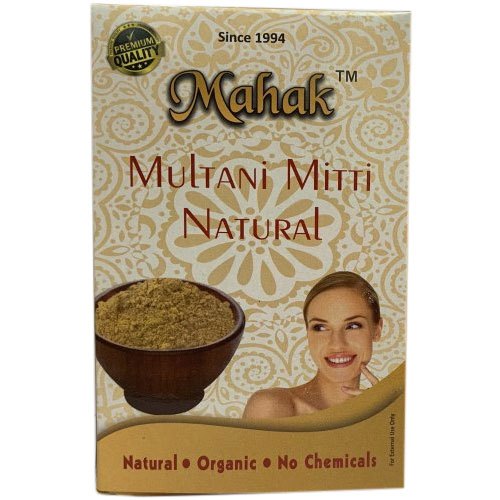 Since 1994
PREMIUM
QUALITY
Mahak™
Multani Mitti
Natural
For External Use Only
Natural • Organic • No Chemicals